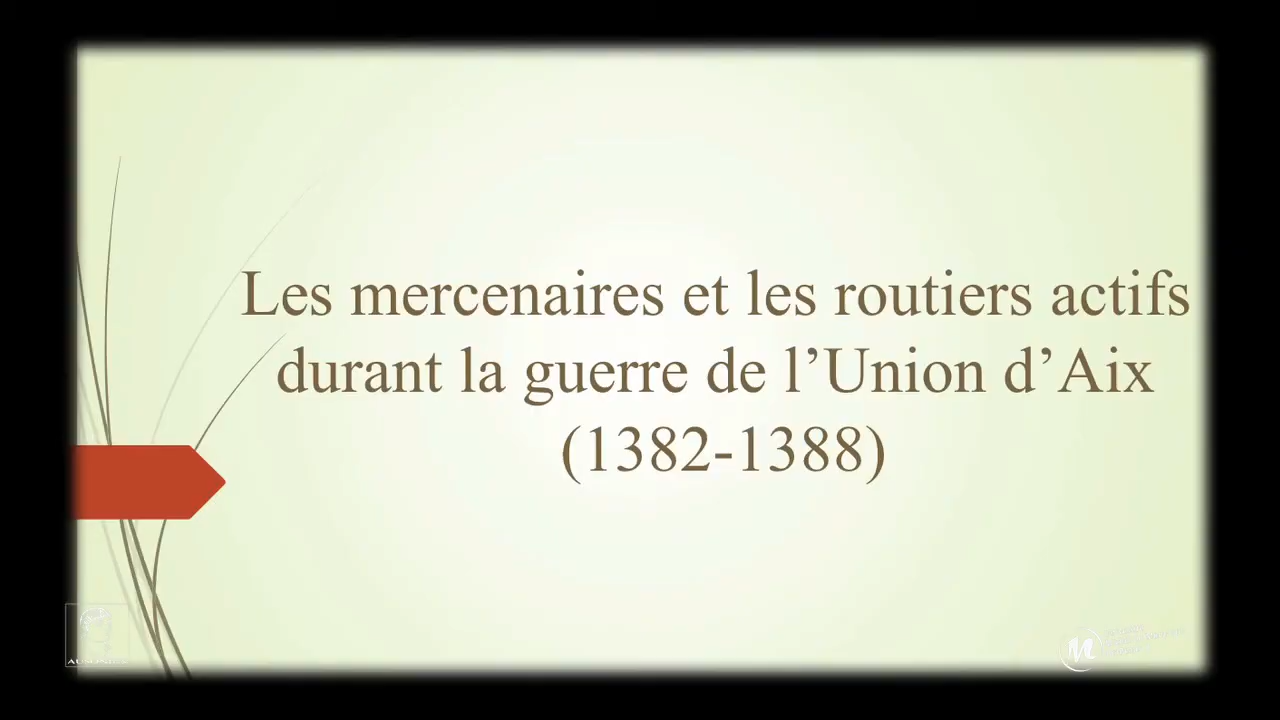 Les mercenaires et les routiers actifs
durant la guerre de l’Union d’Aix
(1382-1388)